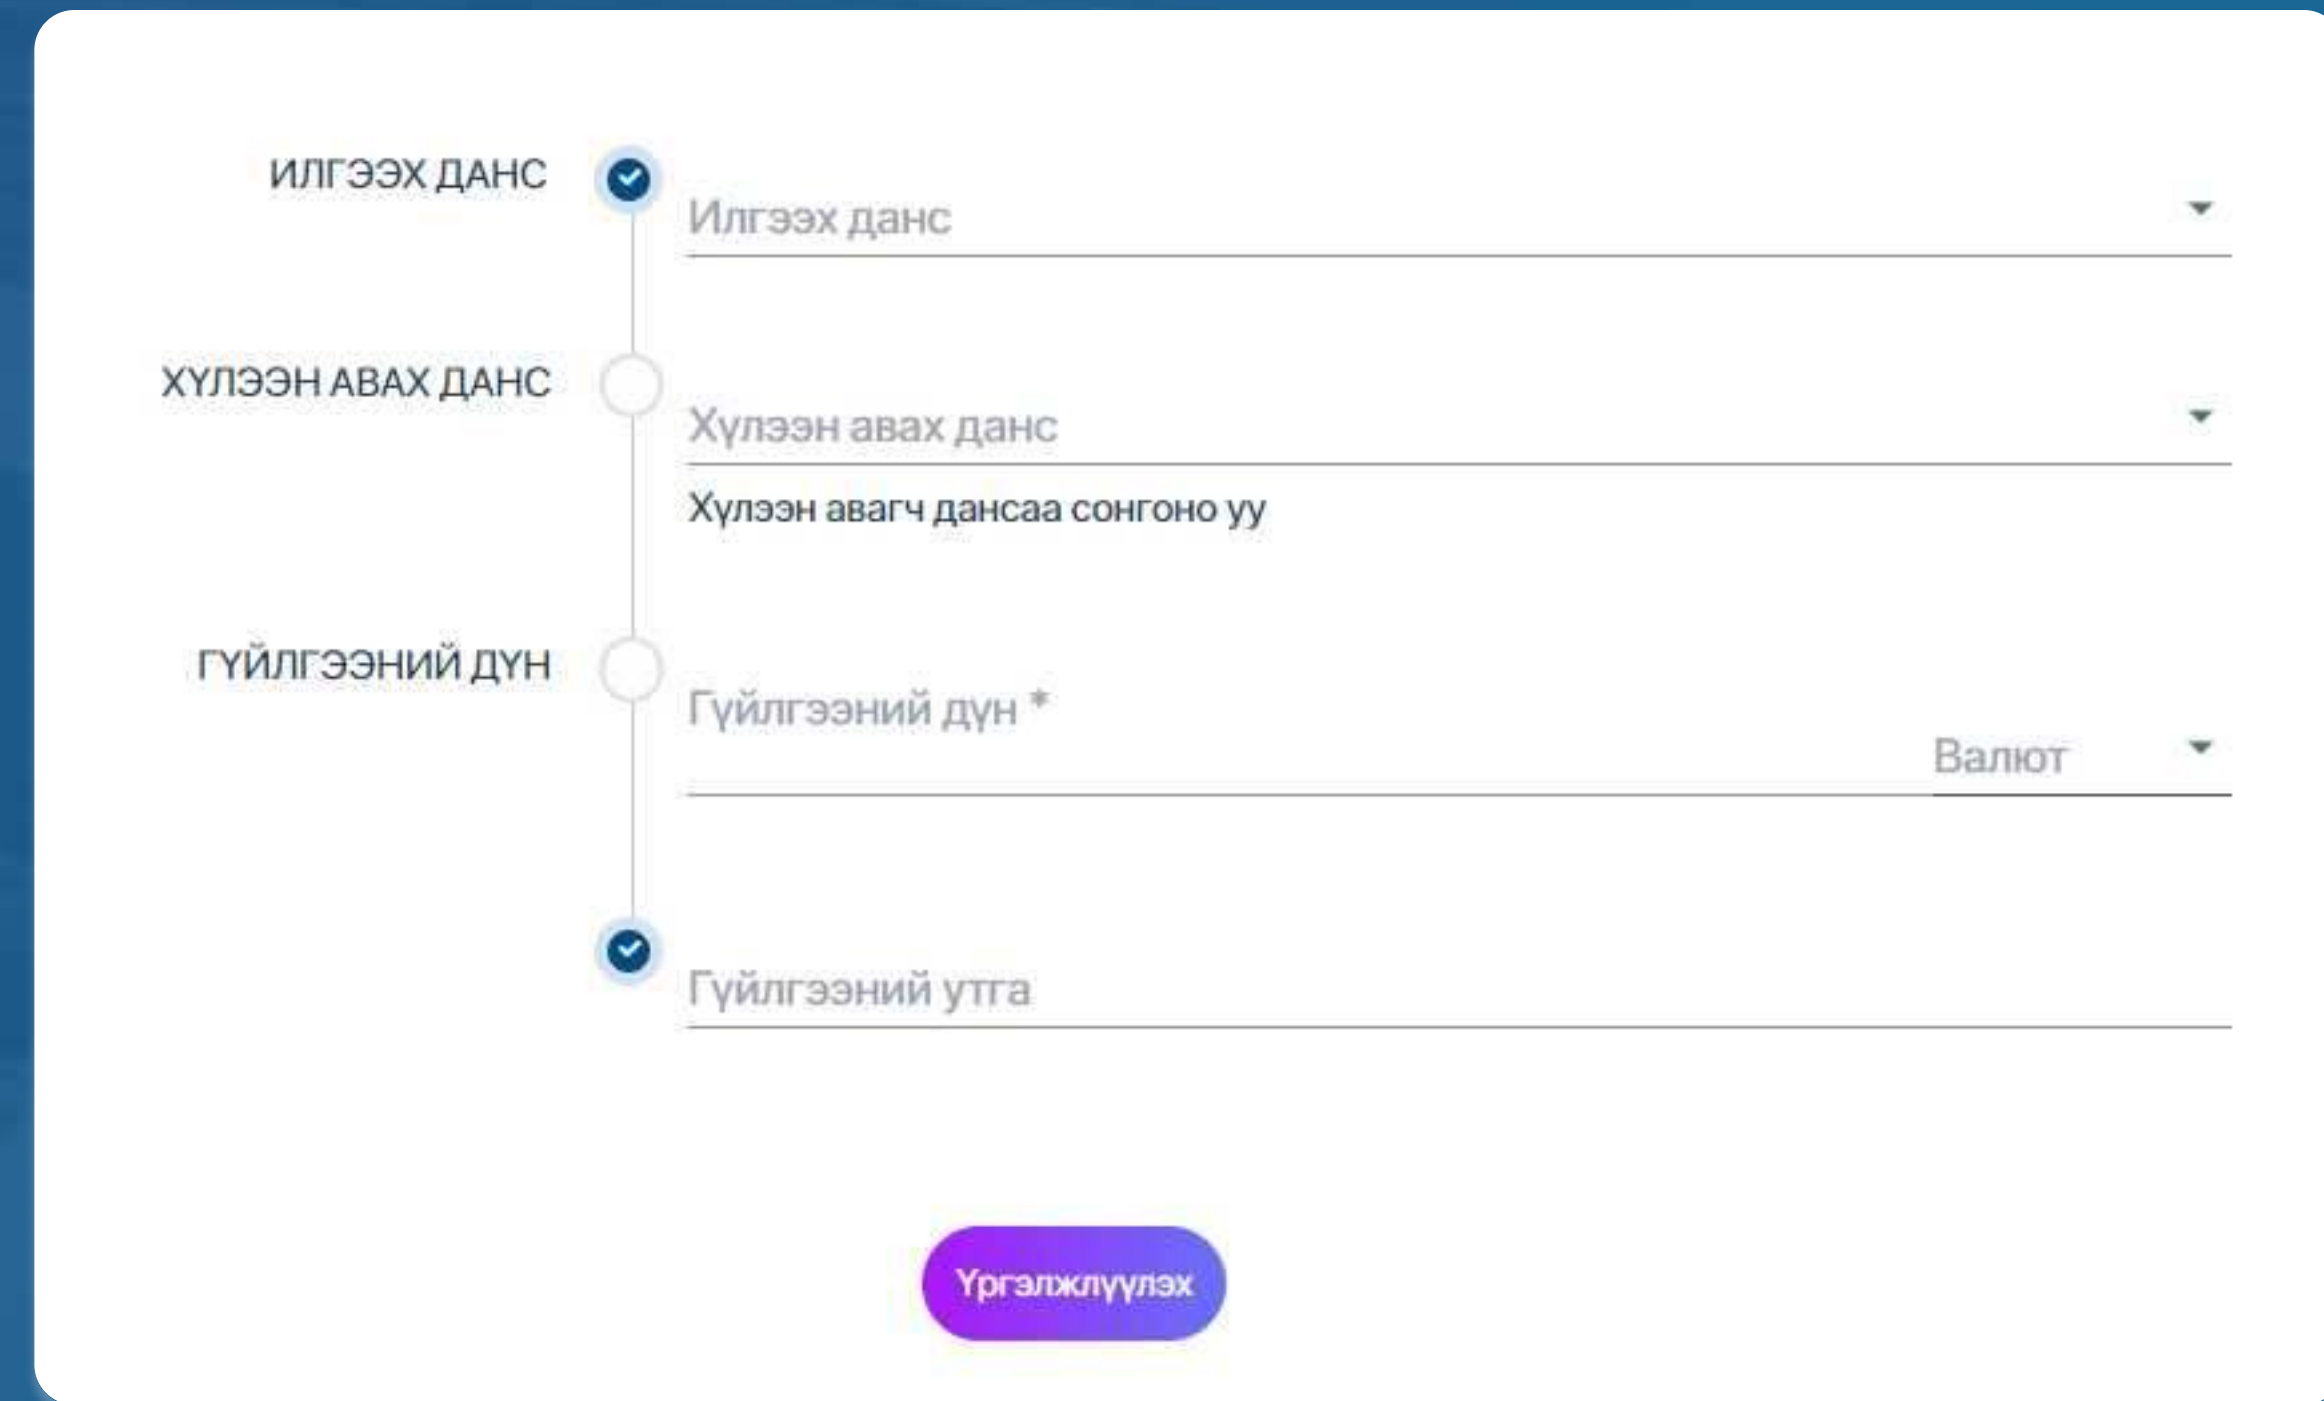 ИЛГЭЭХ ДАНС
Илгээх данс
ХҮЛЭЭН АВАХ ДАНС
Хүлээн авах данс
Хүлээн авагч дансаа сонгоно уу
ГҮЙЛГЭЭНИЙ ДҮН
Гүйлгээний дүн *
Валют
Гүйлгээний утга
Үргэлжлүүлэх